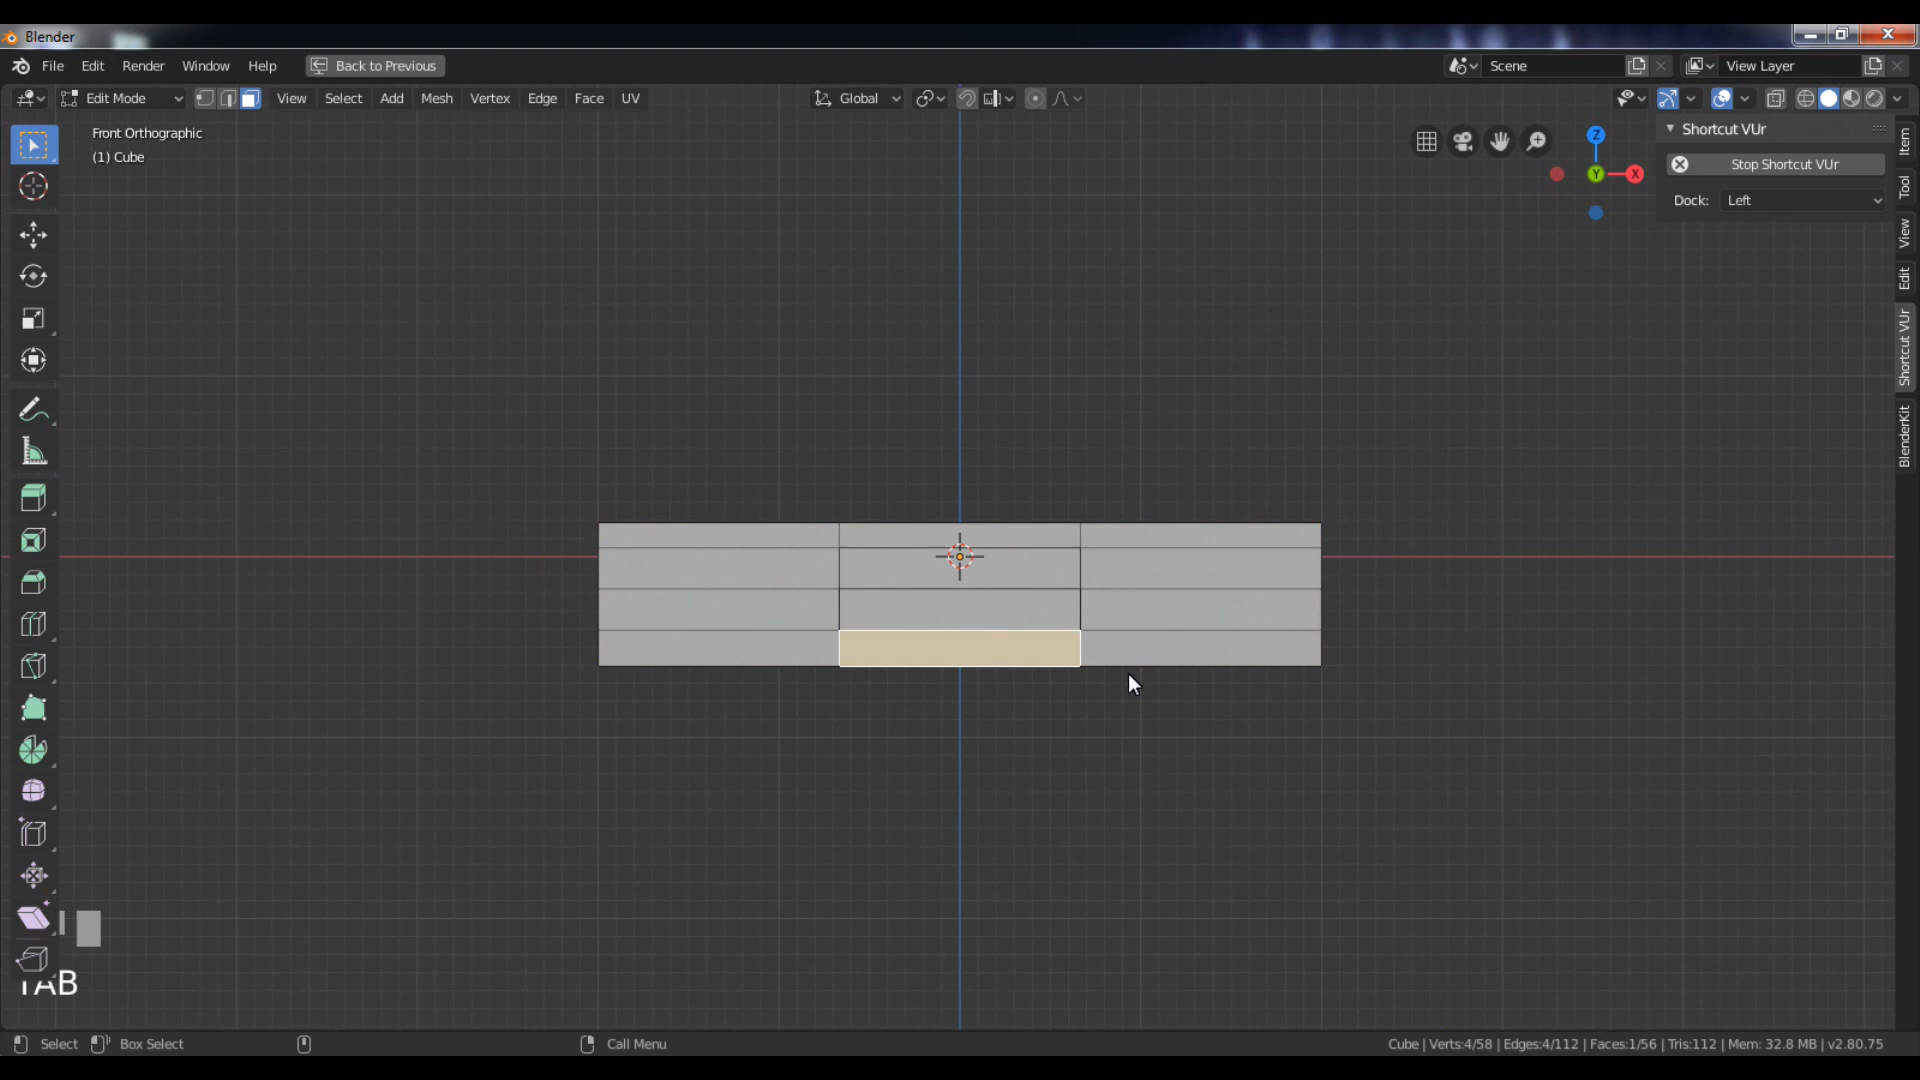 Blender
File Edit Render Window Help Back to Previous Scene View Layer
Edit Mode View Select Add Mesh Vertex Edge Face UV Global
Front Orthographic
(1) Cube
Z
Y
X
Shortcut VUr
Stop Shortcut VUr
Dock: Left
Item
Tool
View
Edit
Shortcut VUr
BlenderKit
TAB
Select Box Select Call Menu Cube | Verts:4/58 | Edges:4/112 | Faces:1/56 | Tris:112 | Mem: 32.8 MB | v2.80.75